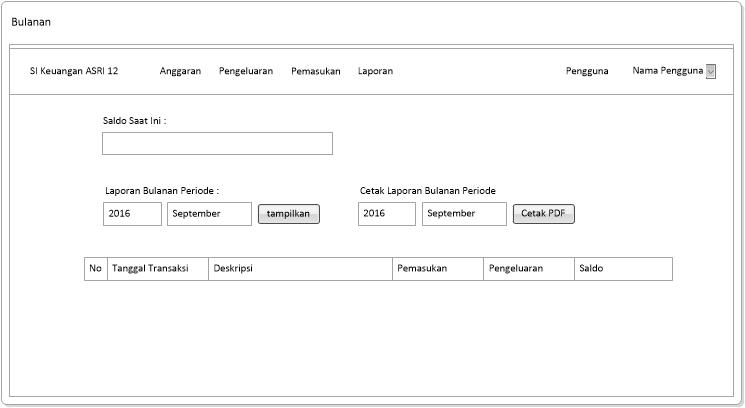 Bulanan
SI Keuangan ASRI 12 Anggaran Pengeluaran Pemasukan Laporan Pengguna Nama Pengguna
Saldo Saat Ini :
Laporan Bulanan Periode : Cetak Laporan Bulanan Periode
2016 September tampilkan 2016 September Cetak PDF
No Tanggal Transaksi Deskripsi Pemasukan Pengeluaran Saldo